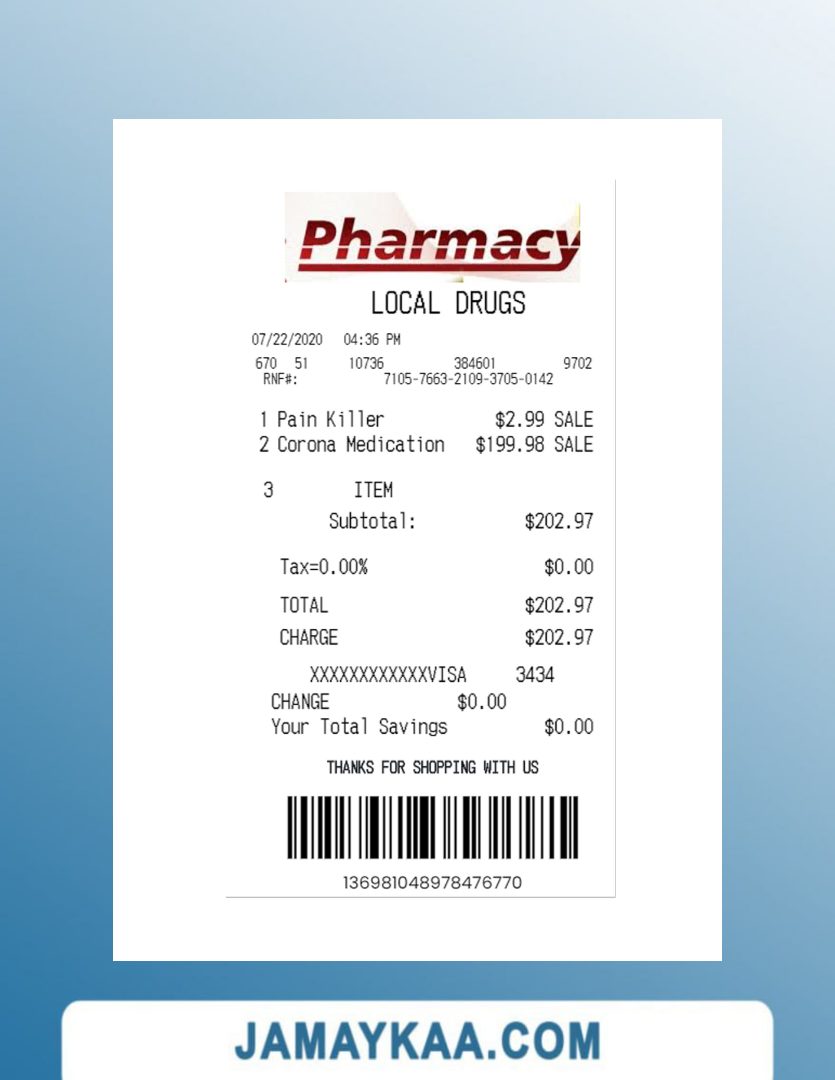 Pharmacy
LOCAL DRUGS
07/22/2020 04:36 PM
670 51 10736 384601 9702
RNF#: 7105-7663-2109-3705-0142
1 Pain Killer $2.99 SALE
2 Corona Medication $199.98 SALE
3 ITEM
Subtotal: $202.97
Tax=0.00% $0.00
TOTAL $202.97
CHARGE $202.97
XXXXXXXXXXXXVISA 3434
CHANGE $0.00
Your Total Savings $0.00
THANKS FOR SHOPPING WITH US
136981048978476770
JAMAYKAA.COM